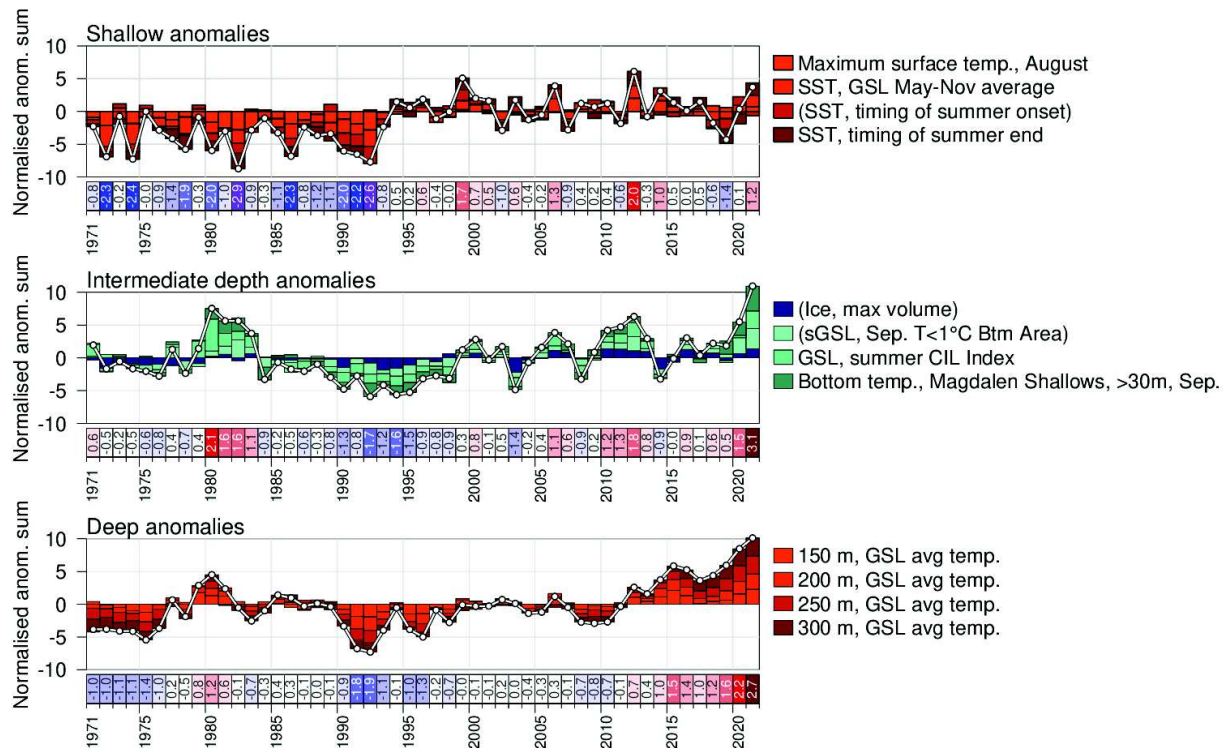 Shallow anomalies
Normalised anom. sum
10
5
0
-5
-10
Maximum surface temp., August
SST, GSL May-Nov average
(SST, timing of summer onset)
SST, timing of summer end
-0.8 -2.3 -0.2 -2.4 -0.0 -0.9 -1.4 -1.9 -0.3 -2.0 -1.0 -2.9 -0.9 -0.3 -1.1 -2.3 -0.8 -1.2 -1.1 -2.0 -2.2 -2.6 -0.3 0.5 0.2 0.6 -0.4 -0.0 1.7 0.7 0.5 -1.0 0.6 -0.4 -0.2 1.3 -0.9 0.4 0.2 0.4 -0.6 2.0 -0.3 1.0 0.5 0.0 0.5 -0.6 -1.4 0.1 1.2
1971 1975 1980 1985 1990 1995 2000 2005 2010 2015 2020
Intermediate depth anomalies
Normalised anom. sum
10
5
0
-5
-10
(Ice, max volume)
(sGSL, Sep. T<1°C Btm Area)
GSL, summer CIL Index
Bottom temp., Magdalen Shallows, >30m, Sep.
0.6 -0.5 -0.2 -0.5 -0.6 -0.8 0.4 -0.7 0.4 2.1 1.6 1.6 1.1 -0.9 -0.2 -0.5 -0.6 -0.3 -0.8 -1.3 -0.8 -1.7 -1.2 -1.6 -1.5 -0.9 -0.8 -0.9 0.3 0.8 -0.1 0.5 -1.4 -0.2 0.4 1.1 0.6 -0.9 0.2 1.2 1.3 1.8 0.8 -0.9 -0.0 0.9 -0.1 0.6 0.5 1.5 3.1
1971 1975 1980 1985 1990 1995 2000 2005 2010 2015 2020
Deep anomalies
Normalised anom. sum
10
5
0
-5
-10
150 m, GSL avg temp.
200 m, GSL avg temp.
250 m, GSL avg temp.
300 m, GSL avg temp.
-1.0 -1.0 -1.1 -1.1 -1.4 -1.0 0.2 -0.5 0.8 1.2 0.6 -0.1 -0.7 -0.3 0.4 0.3 -0.1 0.0 -0.1 -0.9 -1.8 -1.9 -1.1 -0.1 -1.0 -1.3 -0.2 -0.7 0.0 -0.1 -0.1 0.2 0.0 -0.4 -0.3 0.3 -0.1 -0.7 -0.8 -0.7 -0.1 0.7 0.4 1.0 1.5 1.4 1.0 1.2 1.6 2.2 2.7
1971 1975 1980 1985 1990 1995 2000 2005 2010 2015 2020